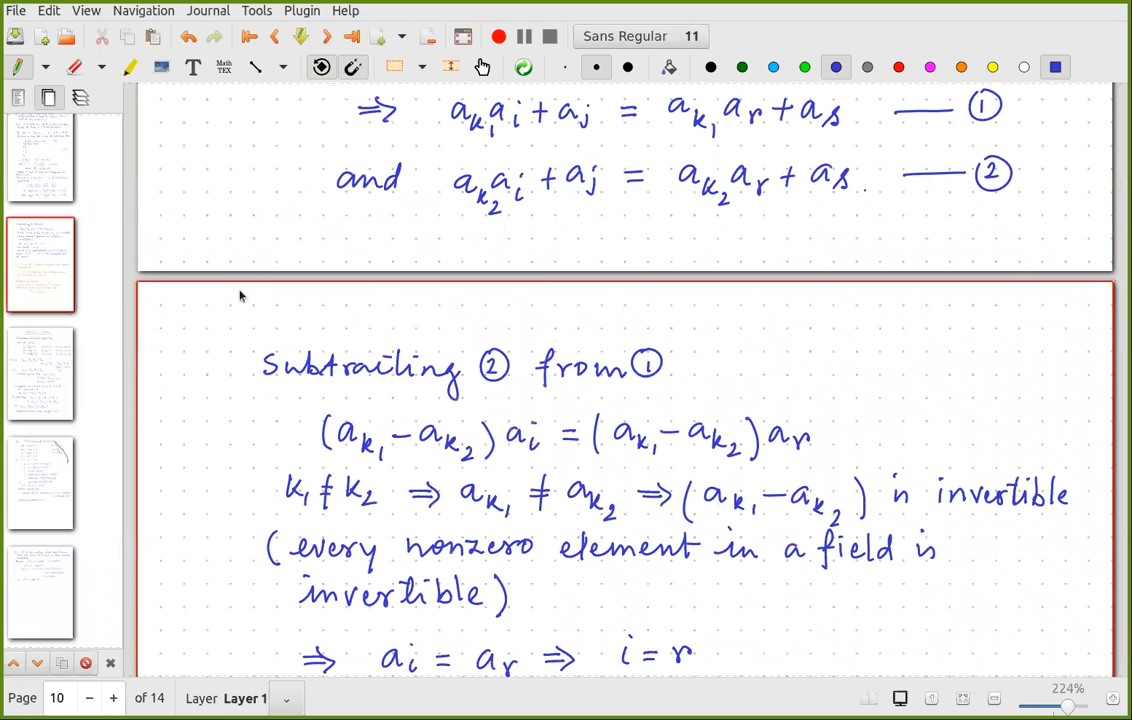 File Edit View Journal Tools Plugin Help
Sans Regular 11
T Math TEX
⇒ a_{k_1} a_i + a_j = a_{k_1} a_r + a_s —— ①
and a_{k_2} a_i + a_j = a_{k_2} a_r + a_s. —— ②
Subtracting ② from ①
(a_{k_1} - a_{k_2}) a_i = (a_{k_1} - a_{k_2}) a_r
k_1 ≠ k_2 ⇒ a_{k_1} ≠ a_{k_2} ⇒ (a_{k_1} - a_{k_2}) is invertible
(every nonzero element in a field is
invertible)
⇒ a_i = a_r ⇒ i = r
Page 10 of 14 Layer Layer 1 224%